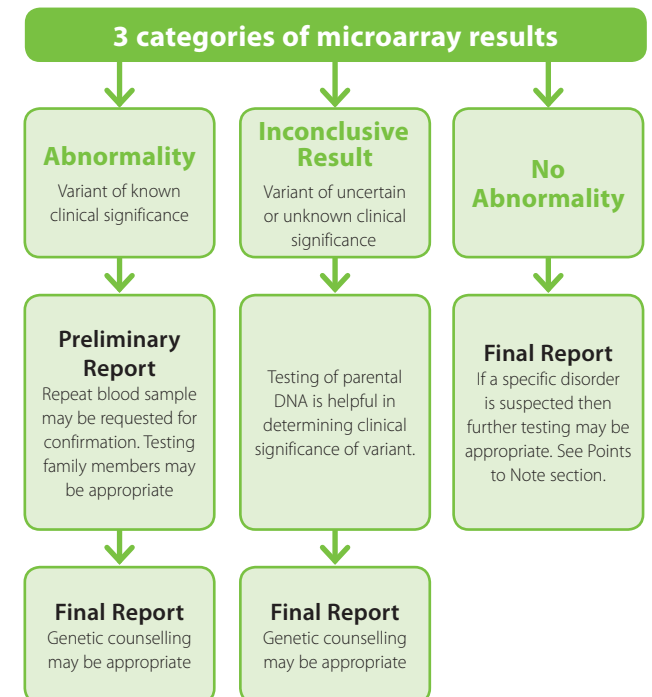 3 categories of microarray results
Abnormality
Variant of known
clinical significance
Preliminary
Report
Repeat blood sample
may be requested for
confirmation. Testing
family members may
be appropriate
Final Report
Genetic counselling
may be appropriate
Inconclusive
Result
Variant of uncertain
or unknown clinical
significance
Testing of parental
DNA is helpful in
determining clinical
significance of variant.
Final Report
Genetic counselling
may be appropriate
No
Abnormality
Final Report
If a specific disorder
is suspected then
further testing may be
appropriate. See Points
to Note section.